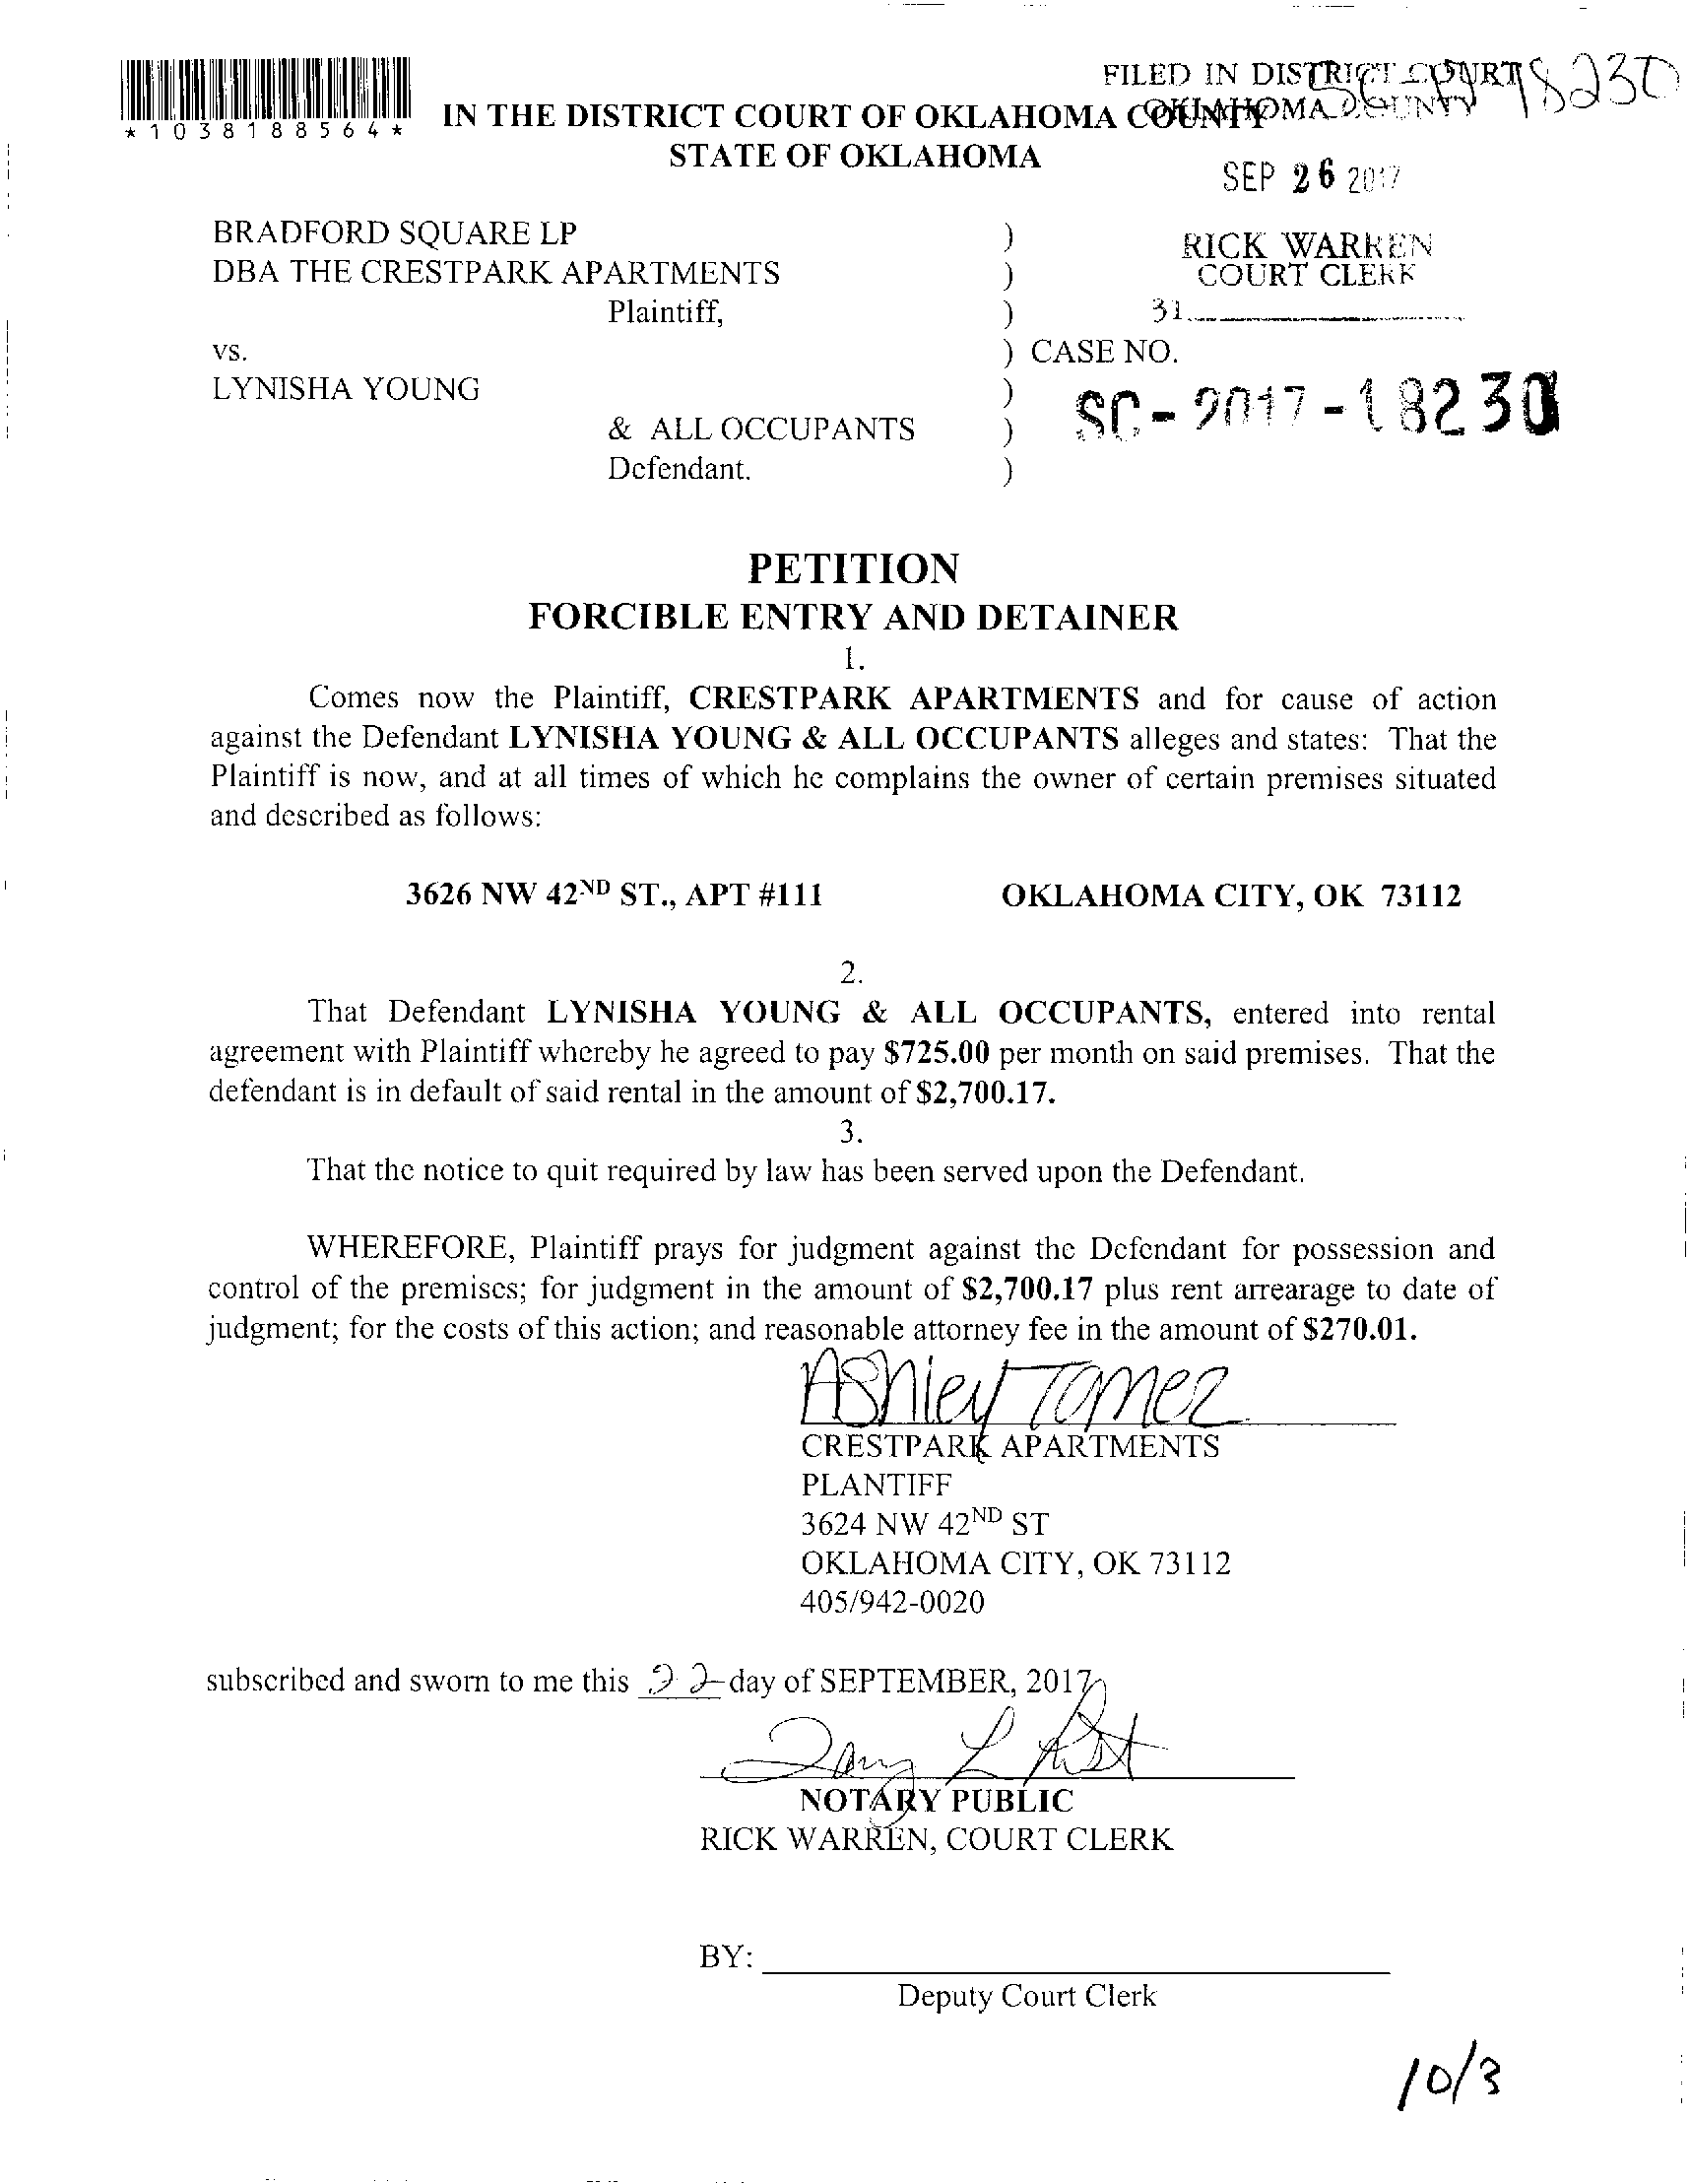 *1038188564*
FILED IN DISTRICT COURT
OKLAHOMA COUNTY
18230
IN THE DISTRICT COURT OF OKLAHOMA COUNTY
STATE OF OKLAHOMA
SEP 26 2017
BRADFORD SQUARE LP )
DBA THE CRESTPARK APARTMENTS )
Plaintiff, )
RICK WARREN
COURT CLERK
31
vs. ) CASE NO.
LYNISHA YOUNG )
SC-2017-18230
& ALL OCCUPANTS )
Defendant. )
PETITION
FORCIBLE ENTRY AND DETAINER
1.
Comes now the Plaintiff, CRESTPARK APARTMENTS and for cause of action
against the Defendant LYNISHA YOUNG & ALL OCCUPANTS alleges and states: That the
Plaintiff is now, and at all times of which he complains the owner of certain premises situated
and described as follows:
3626 NW 42ND ST., APT #111 OKLAHOMA CITY, OK 73112
2.
That Defendant LYNISHA YOUNG & ALL OCCUPANTS, entered into rental
agreement with Plaintiff whereby he agreed to pay $725.00 per month on said premises. That the
defendant is in default of said rental in the amount of $2,700.17.
3.
That the notice to quit required by law has been served upon the Defendant.
WHEREFORE, Plaintiff prays for judgment against the Defendant for possession and
control of the premises; for judgment in the amount of $2,700.17 plus rent arrearage to date of
judgment; for the costs of this action; and reasonable attorney fee in the amount of $270.01.
Ashley Tamez
CRESTPARK APARTMENTS
PLANTIFF
3624 NW 42ND ST
OKLAHOMA CITY, OK 73112
405/942-0020
subscribed and sworn to me this 22 day of SEPTEMBER, 2017
NOTARY PUBLIC
RICK WARREN, COURT CLERK
BY:
Deputy Court Clerk
10/3